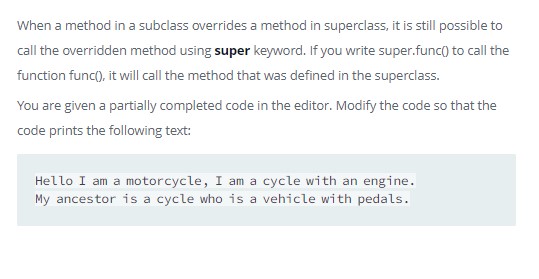 When a method in a subclass overrides a method in superclass, it is still possible to
call the overridden method using super keyword. If you write super.func() to call the
function func(), it will call the method that was defined in the superclass.
You are given a partially completed code in the editor. Modify the code so that the
code prints the following text:
Hello I am a motorcycle, I am a cycle with an engine.
My ancestor is a cycle who is a vehicle with pedals.